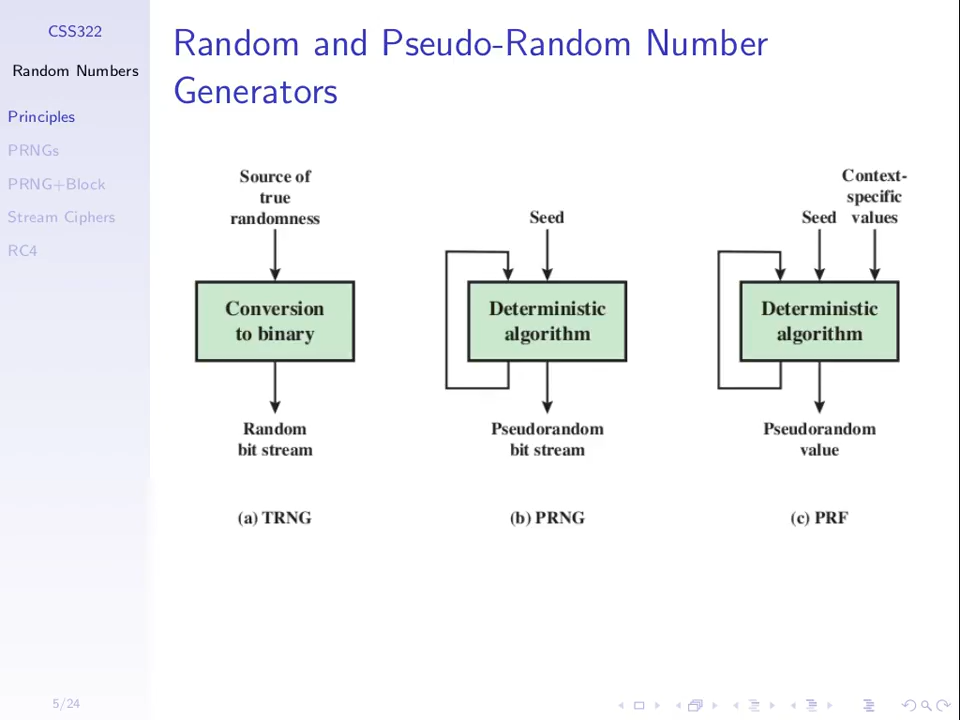 CSS322
Random Numbers
Principles
PRNGs
PRNG+Block
Stream Ciphers
RC4
Random and Pseudo-Random Number
Generators
Source of
true
randomness
Conversion
to binary
Random
bit stream
(a) TRNG
Seed
Deterministic
algorithm
Pseudorandom
bit stream
(b) PRNG
Seed
Context-
specific
values
Deterministic
algorithm
Pseudorandom
value
(c) PRF
5/24